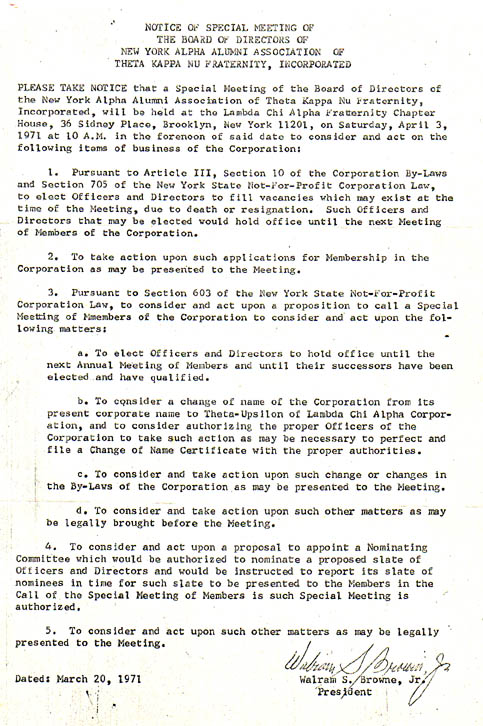 NOTICE OF SPECIAL MEETING OF
THE BOARD OF DIRECTORS OF
NEW YORK ALPHA ALUMNI ASSOCIATION OF
THETA KAPPA NU FRATERNITY, INCORPORATED
PLEASE TAKE NOTICE that a Special Meeting of the Board of Directors of
the New York Alpha Alumni Association of Theta Kappa Nu Fraternity,
Incorporated, will be held at the Lambda Chi Alpha Fraternity Chapter
House, 36 Sidney Place, Brooklyn, New York 11201, on Saturday, April 3,
1971 at 10 A.M. in the forenoon of said date to consider and act on the
following items of business of the Corporation:
1. Pursuant to Article III, Section 10 of the Corporation By-Laws
and Section 705 of the New York State Not-For-Profit Corporation Law,
to elect Officers and Directors to fill vacancies which may exist at the
time of the Meeting, due to death or resignation. Such Officers and
Directors that may be elected would hold office until the next Meeting
of Members of the Corporation.
2. To take action upon such applications for Membership in the
Corporation as may be presented to the Meeting.
3. Pursuant to Section 603 of the New York State Not-For-Profit
Corporation Law, to consider and act upon a proposition to call a Special
Meeting of Mmembers of the Corporation to consider and act upon the fol-
lowing matters:
a. To elect Officers and Directors to hold office until the
next Annual Meeting of Members and until their successors have been
elected and have qualified.
b. To consider a change of name of the Corporation from its
present corporate name to Theta-Upsilon of Lambda Chi Alpha Corpor-
ation, and to consider authorizing the proper Officers of the
Corporation to take such action as may be necessary to perfect and
file a Change of Name Certificate with the proper authorities.
c. To consider and take action upon such change or changes in
the By-Laws of the Corporation as may be presented to the Meeting.
d. To consider and take action upon such other matters as may
be legally brought before the Meeting.
4. To consider and act upon a proposal to appoint a Nominating
Committee which would be authorized to nominate a proposed slate of
Officers and Directors and would be instructed to report its slate of
nominees in time for such slate to be presented to the Members in the
Call of the Special Meeting of Members is such Special Meeting is
authorized.
5. To consider and act upon such other matters as may be legally
presented to the Meeting.
Walram S. Browne, Jr
Dated: March 20, 1971
Walram S. Browne, Jr.
President